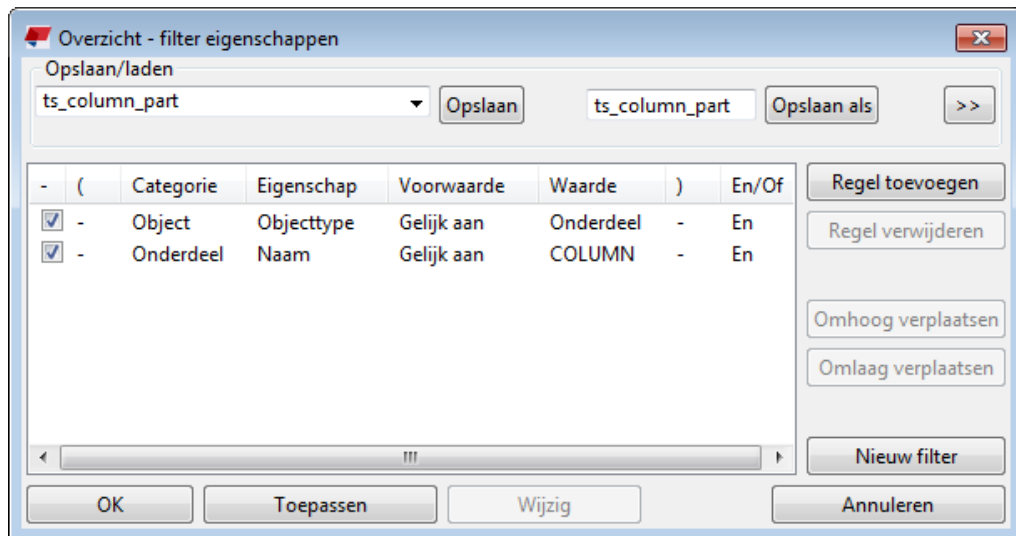 Overzicht - filter eigenschappen
Opslaan/laden
ts_column_part Opslaan ts_column_part Opslaan als >>
- ( Categorie Eigenschap Voorwaarde Waarde ) En/Of Regel toevoegen
- Object Objecttype Gelijk aan Onderdeel - En
Regel verwijderen
- Onderdeel Naam Gelijk aan COLUMN - En
Omhoog verplaatsen
Omlaag verplaatsen
Nieuw filter
OK Toepassen Wijzig Annuleren